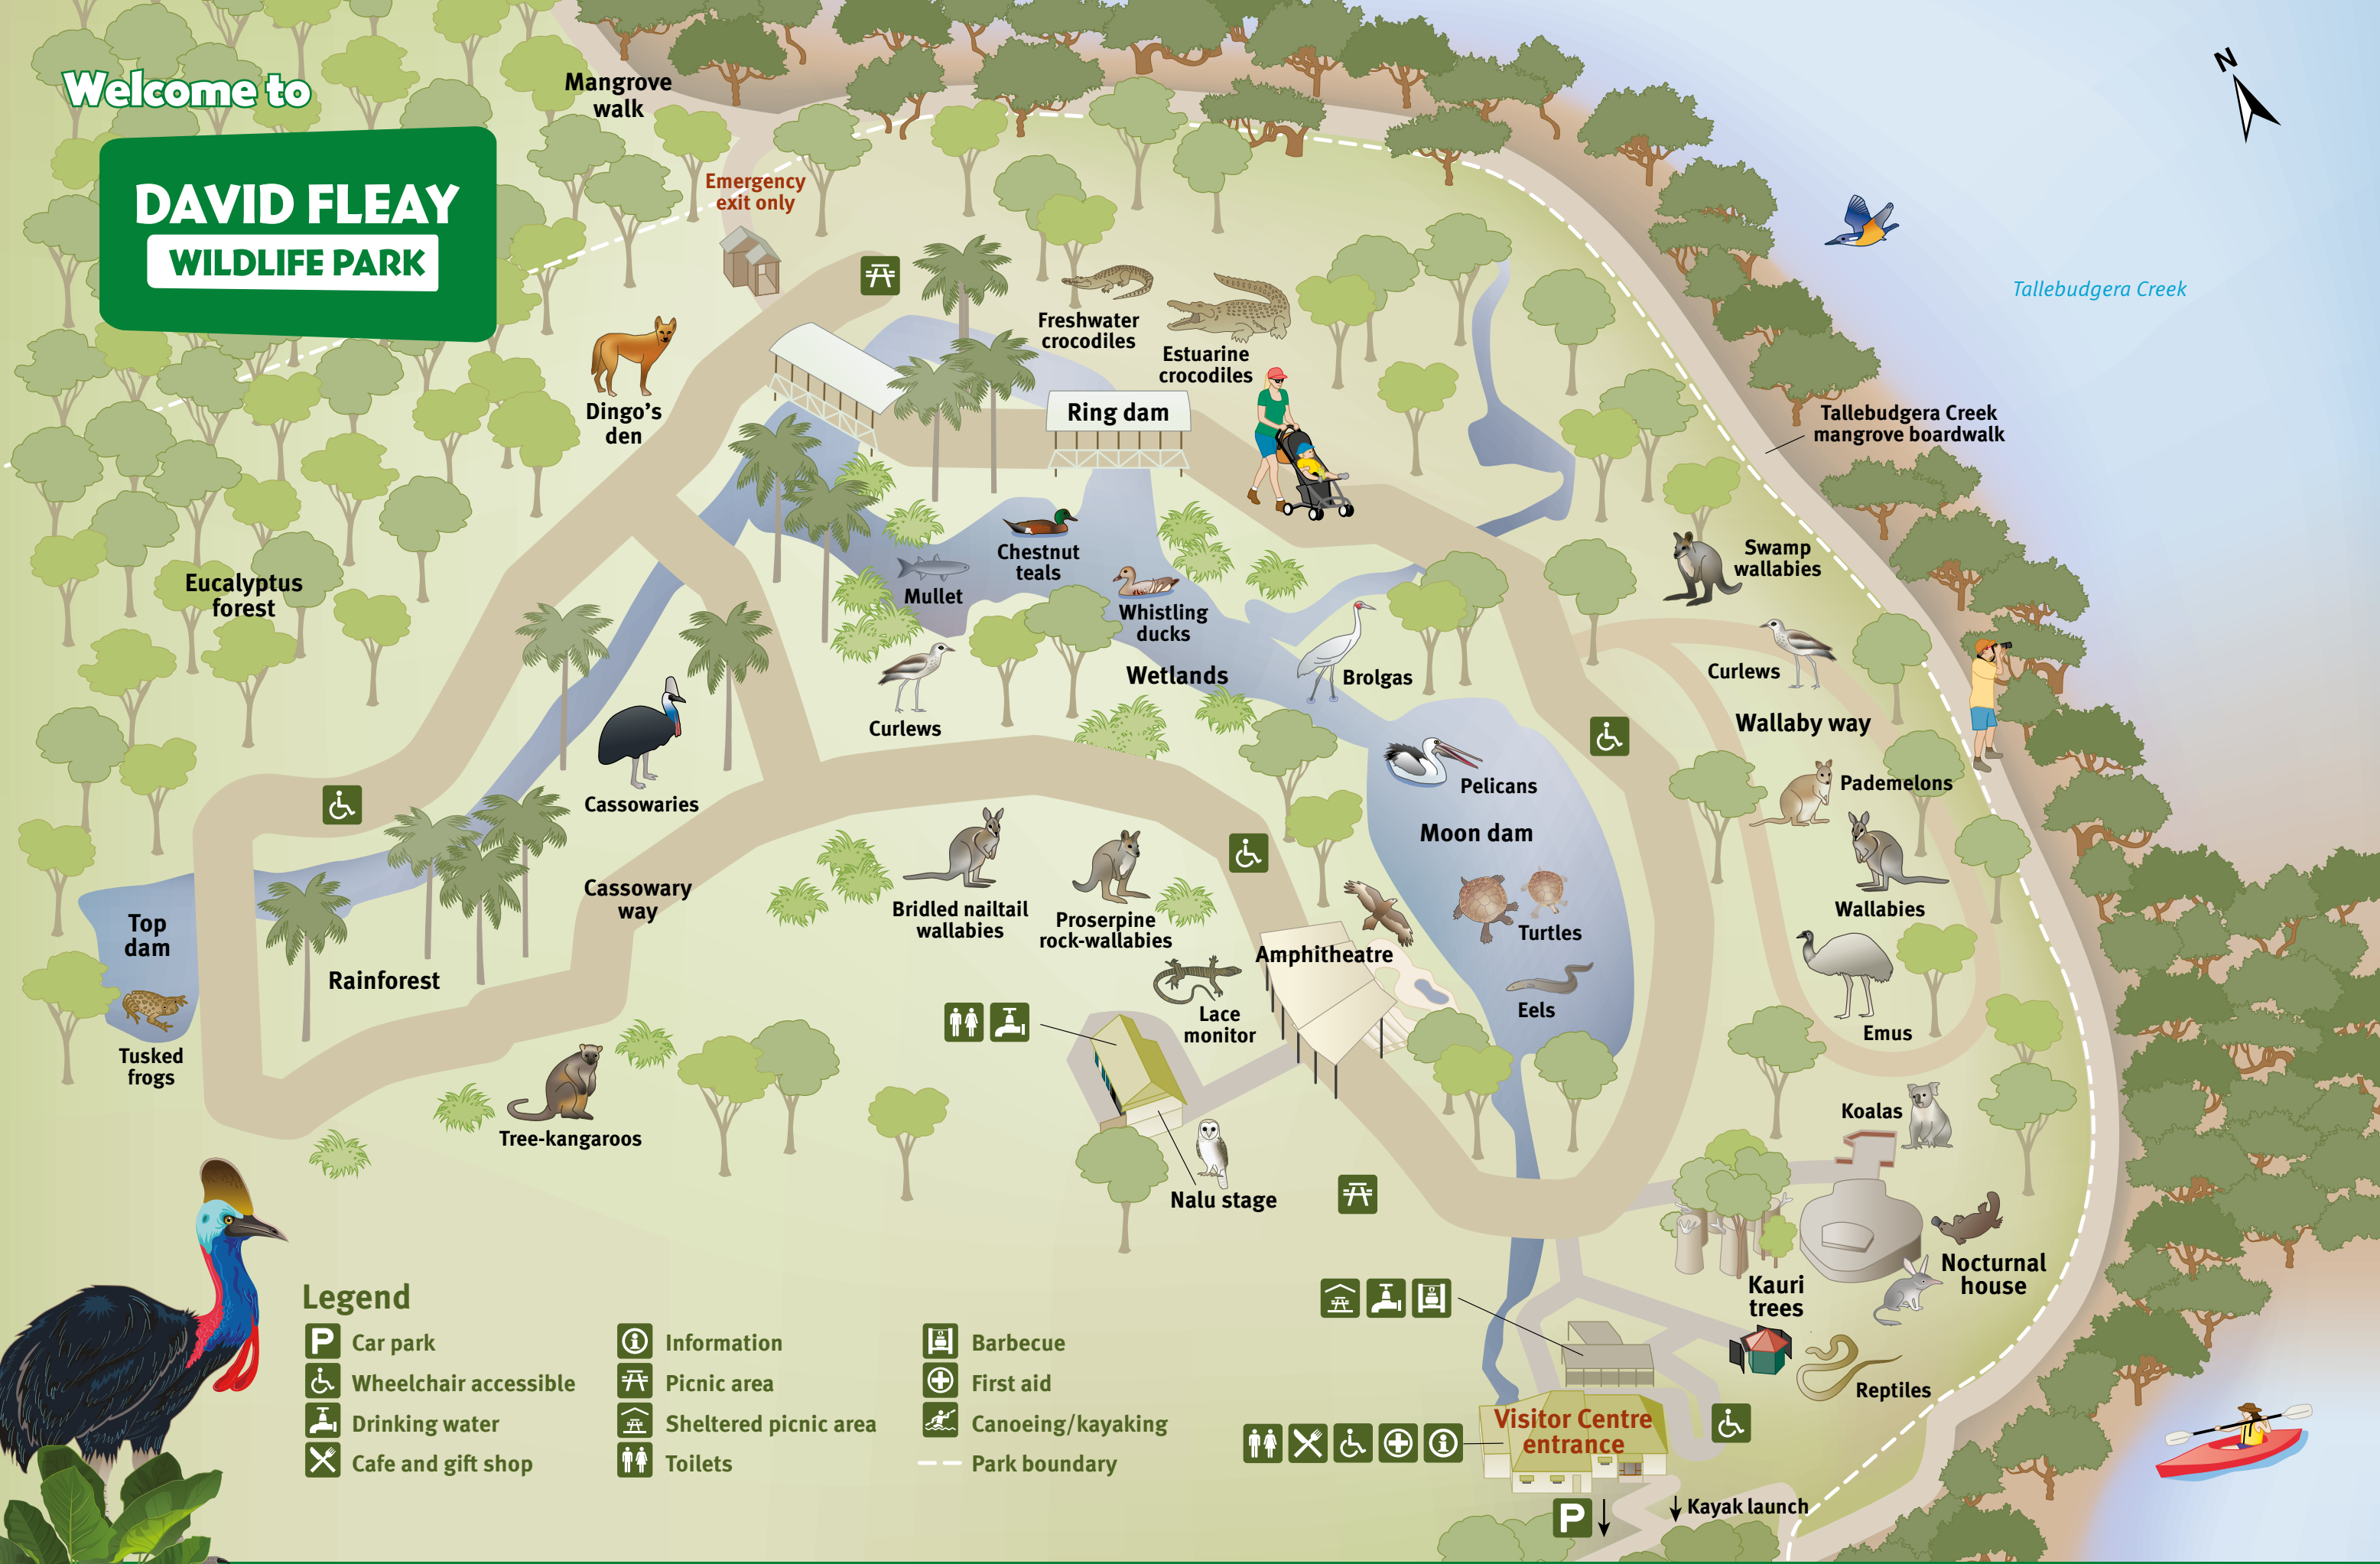 Welcome to
DAVID FLEAY
WILDLIFE PARK
Mangrove
walk
Emergency
exit only
N
Tallebudgera Creek
Dingo's
den
Freshwater
crocodiles
Estuarine
crocodiles
Ring dam
Tallebudgera Creek
mangrove boardwalk
Eucalyptus
forest
Chestnut
teals
Mullet
Whistling
ducks
Wetlands
Swamp
wallabies
Curlews
Brolgas
Curlews
Wallaby way
Cassowaries
Pelicans
Pademelons
Moon dam
Cassowary
way
Bridled nailtail
wallabies
Proserpine
rock-wallabies
Wallabies
Top
dam
Turtles
Amphitheatre
Rainforest
Lace
monitor
Eels
Emus
Tusked
frogs
Tree-kangaroos
Koalas
Nalu stage
Nocturnal
house
Kauri
trees
Reptiles
Legend
P Car park
Wheelchair accessible
Drinking water
Cafe and gift shop
i Information
Picnic area
Sheltered picnic area
Toilets
Barbecue
First aid
Canoeing/kayaking
Park boundary
i
Visitor Centre
entrance
P
Kayak launch